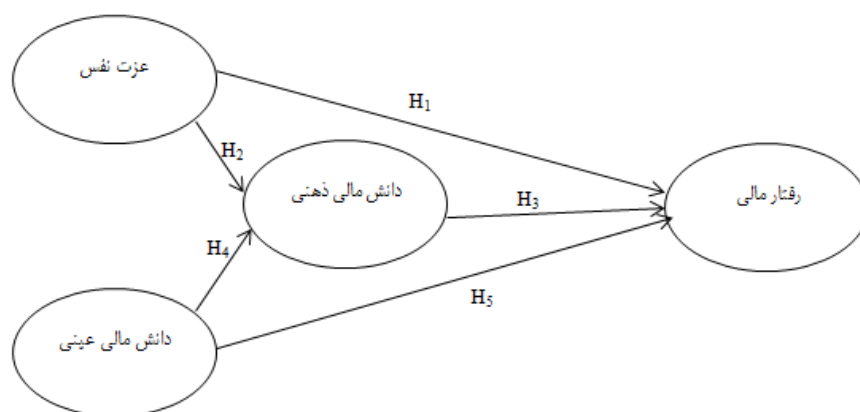 عزت نفس
H1
H2
دانش مالی ذهنی
H3
رفتار مالی
H4
H5
دانش مالی عینی